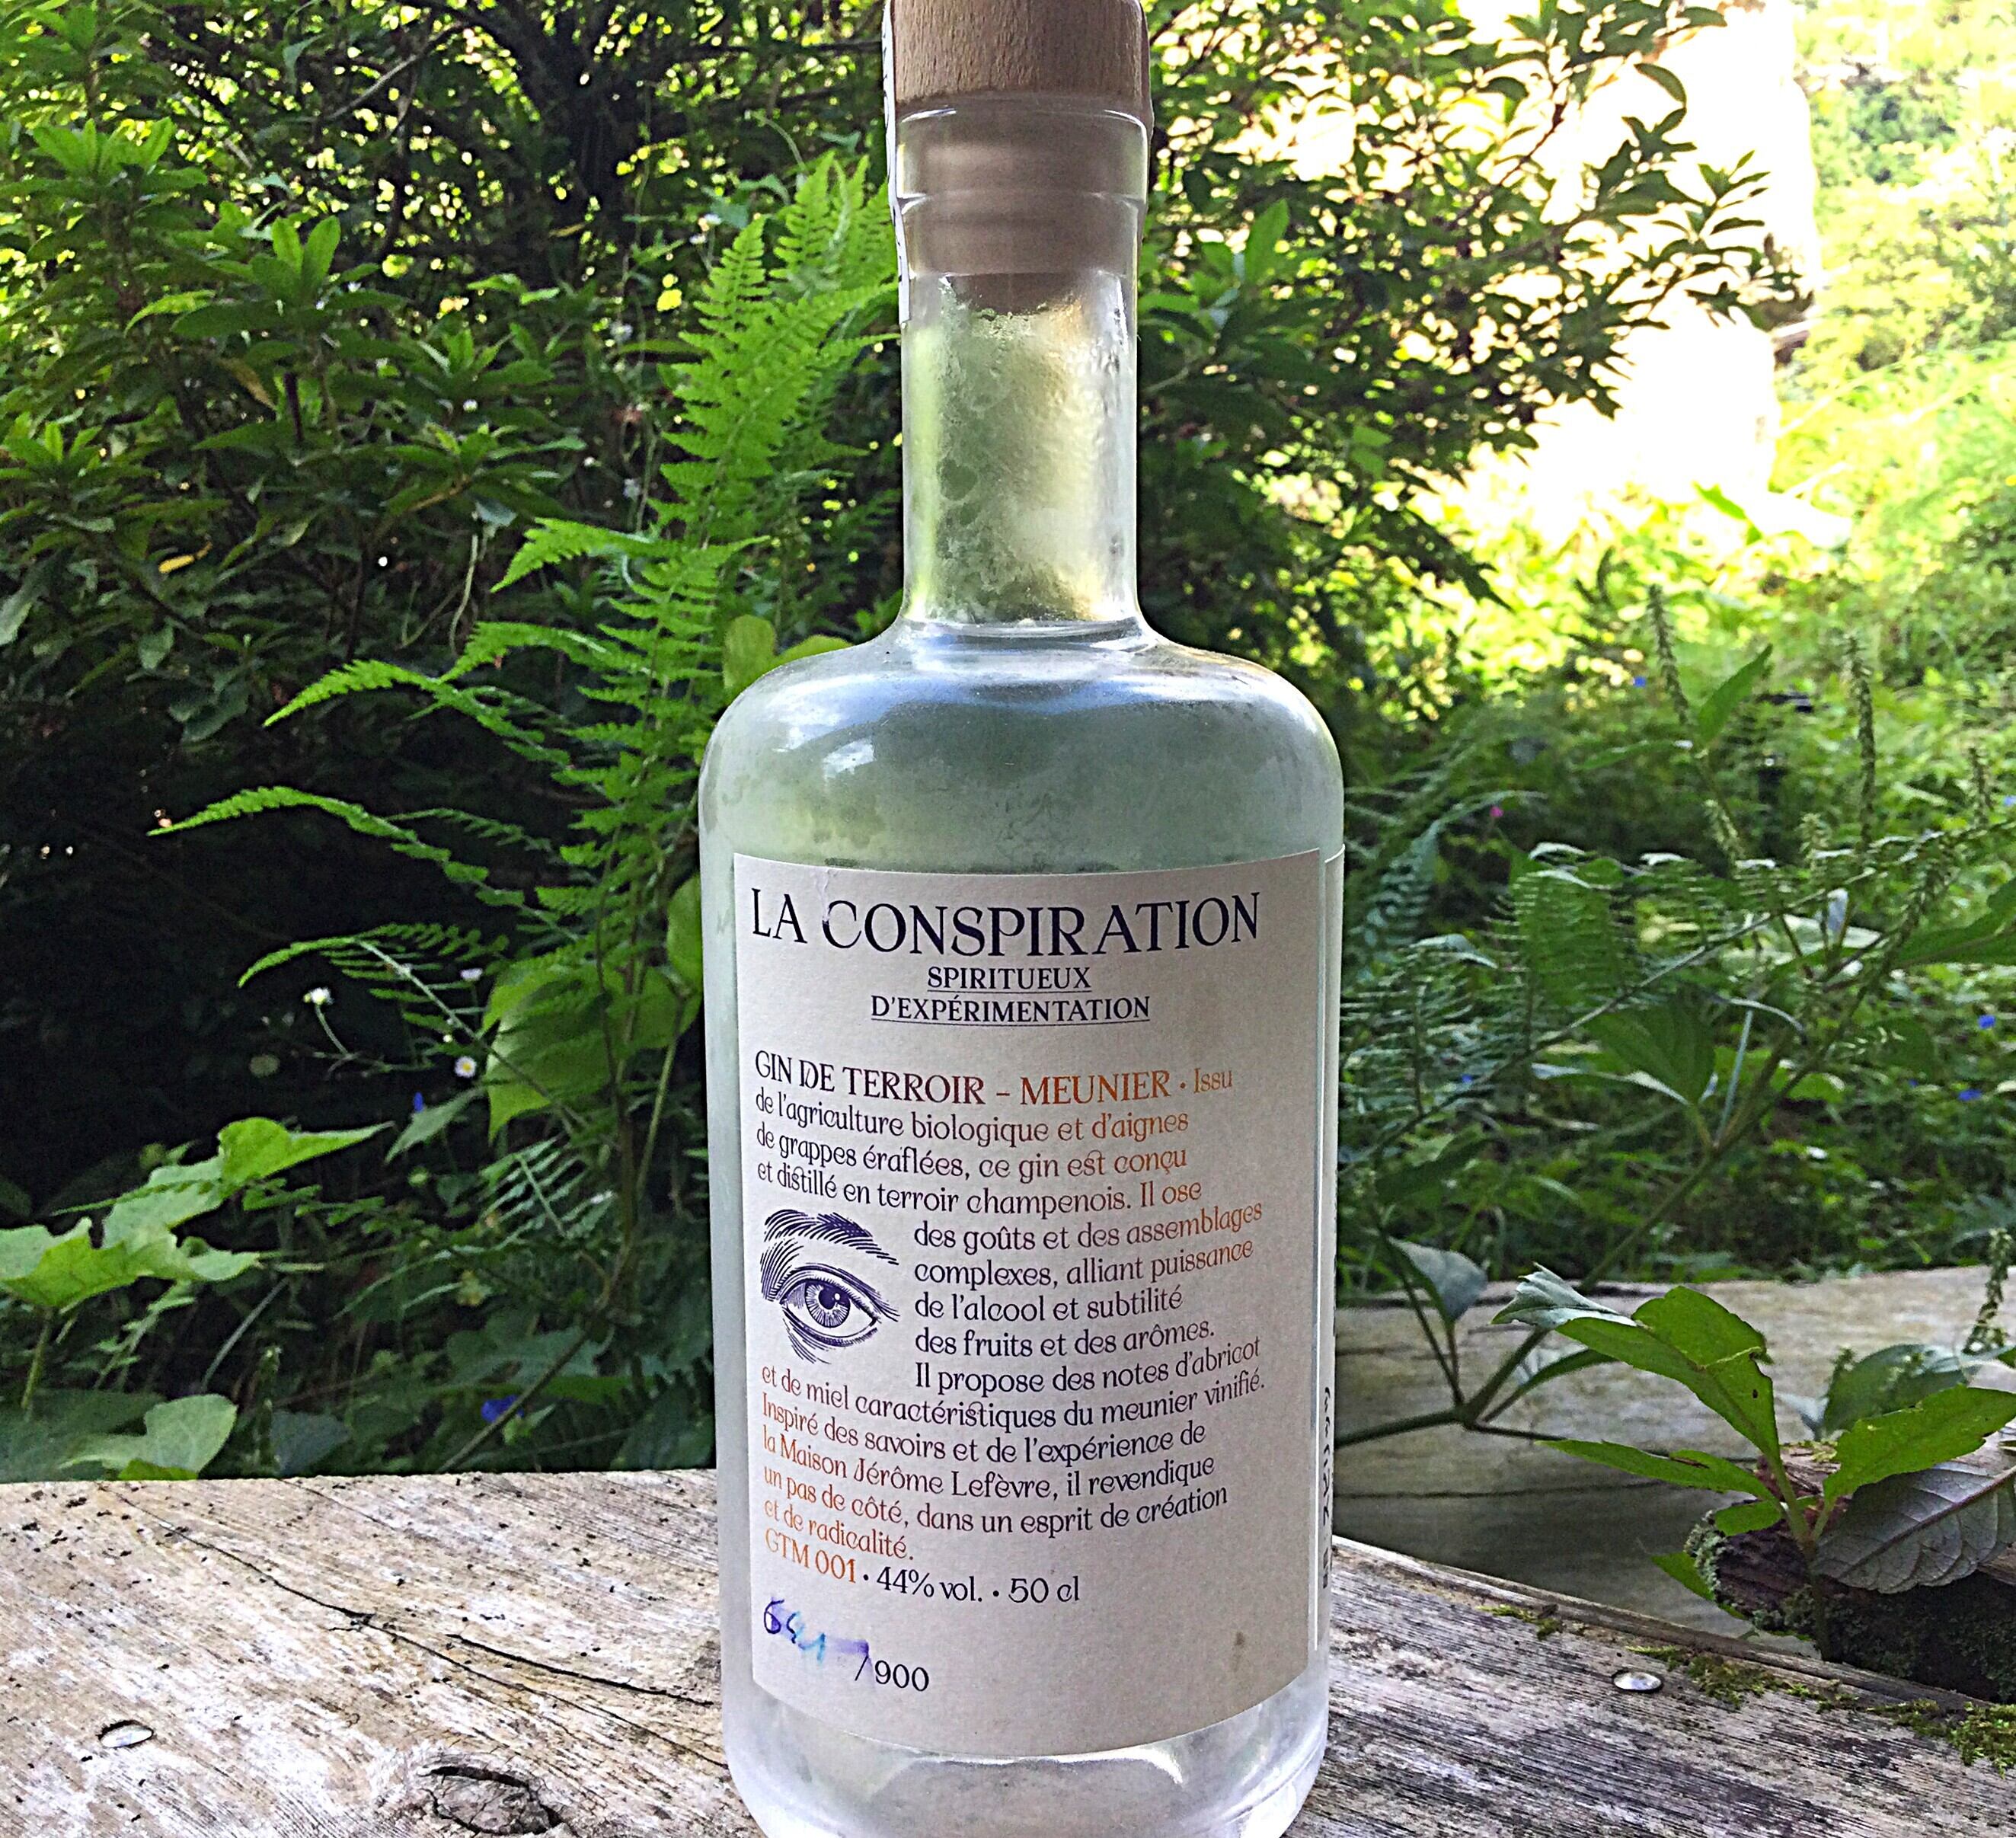 LA CONSPIRATION
SPIRITUEUX
D'EXPÉRIMENTATION
GIN DE TERROIR – MEUNIER • Issu
de l'agriculture biologique et d'aignes
de grappes éraflées, ce gin est conçu
et distillé en terroir champenois. Il ose
des goûts et des assemblages
complexes, alliant puissance
de l'alcool et subtilité
des fruits et des arômes.
Il propose des notes d'abricot
et de miel caractéristiques du meunier vinifié.
Inspiré des savoirs et de l'expérience de
la Maison Jérôme Lefèvre, il revendique
un pas de côté, dans un esprit de création
et de radicalité.
GTM 001 • 44% vol. • 50 cl
/900